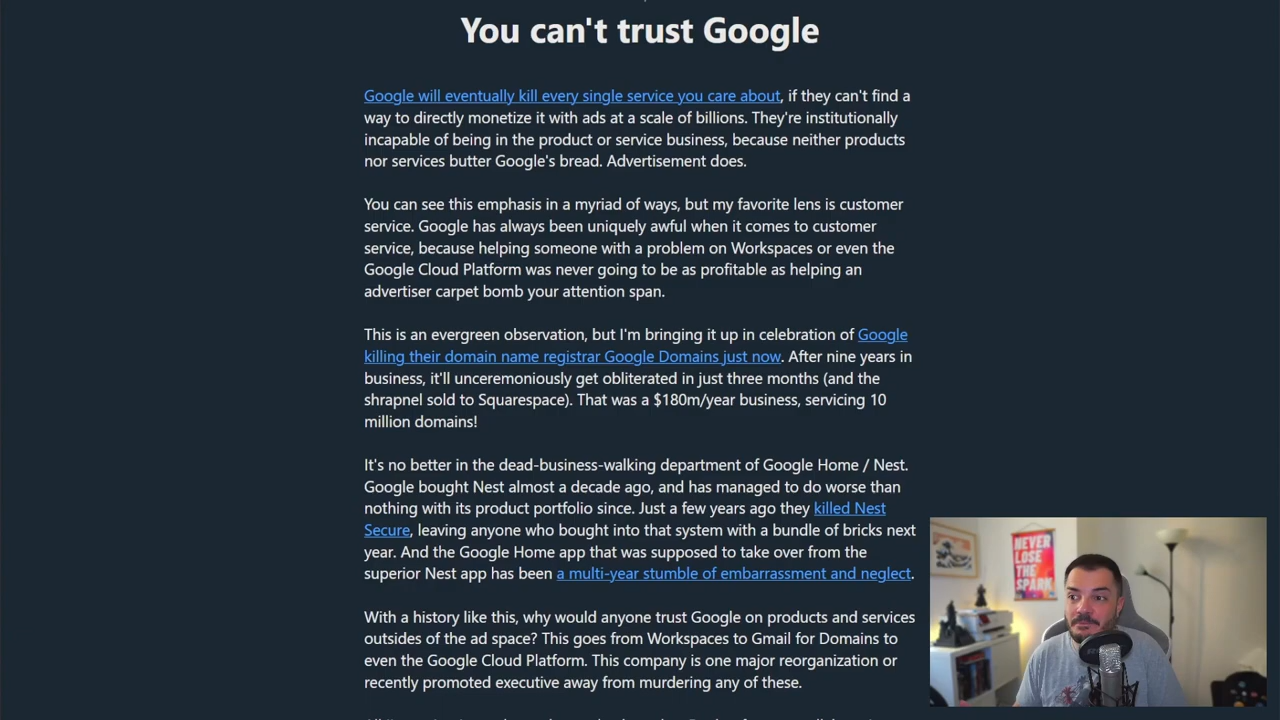 You can't trust Google
Google will eventually kill every single service you care about, if they can't find a
way to directly monetize it with ads at a scale of billions. They're institutionally
incapable of being in the product or service business, because neither products
nor services butter Google's bread. Advertisement does.
You can see this emphasis in a myriad of ways, but my favorite lens is customer
service. Google has always been uniquely awful when it comes to customer
service, because helping someone with a problem on Workspaces or even the
Google Cloud Platform was never going to be as profitable as helping an
advertiser carpet bomb your attention span.
This is an evergreen observation, but I'm bringing it up in celebration of Google
killing their domain name registrar Google Domains just now. After nine years in
business, it'll unceremoniously get obliterated in just three months (and the
shrapnel sold to Squarespace). That was a $180m/year business, servicing 10
million domains!
It's no better in the dead-business-walking department of Google Home / Nest.
Google bought Nest almost a decade ago, and has managed to do worse than
nothing with its product portfolio since. Just a few years ago they killed Nest
Secure, leaving anyone who bought into that system with a bundle of bricks next
year. And the Google Home app that was supposed to take over from the
superior Nest app has been a multi-year stumble of embarrassment and neglect.
With a history like this, why would anyone trust Google on products and services
outsides of the ad space? This goes from Workspaces to Gmail for Domains to
even the Google Cloud Platform. This company is one major reorganization or
recently promoted executive away from murdering any of these.
NEVER
LOSE
THE
SPARK